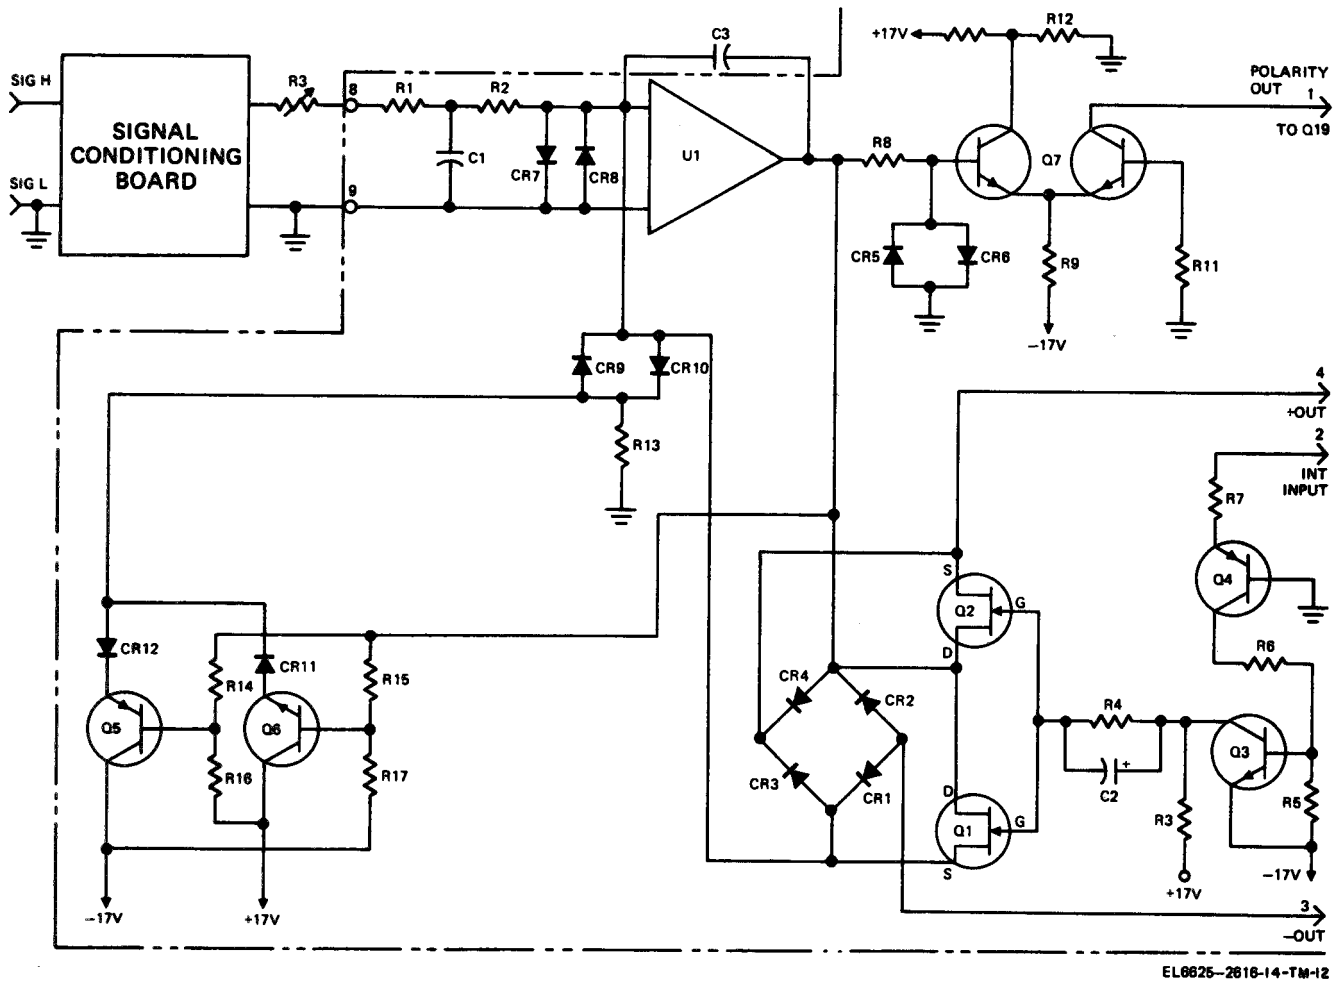 SIG H
SIGNAL
CONDITIONING
BOARD
SIG L
R3
8
9
R1
R2
C1
CR7
CR8
C3
U1
R8
CR5
CR6
+17V
R12
Q7
R9
-17V
R11
POLARITY
OUT
1
TO Q19
CR9
CR10
R13
4
+OUT
2
INT
INPUT
R7
Q4
R6
S
Q2
G
D
CR12
CR11
R14
R15
Q5
Q6
R16
R17
-17V
+17V
CR4
CR2
CR3
CR1
D
Q1
G
S
R4
C2
+
R3
+17V
Q3
R5
-17V
3
-OUT
EL6625-2616-14-TM-12